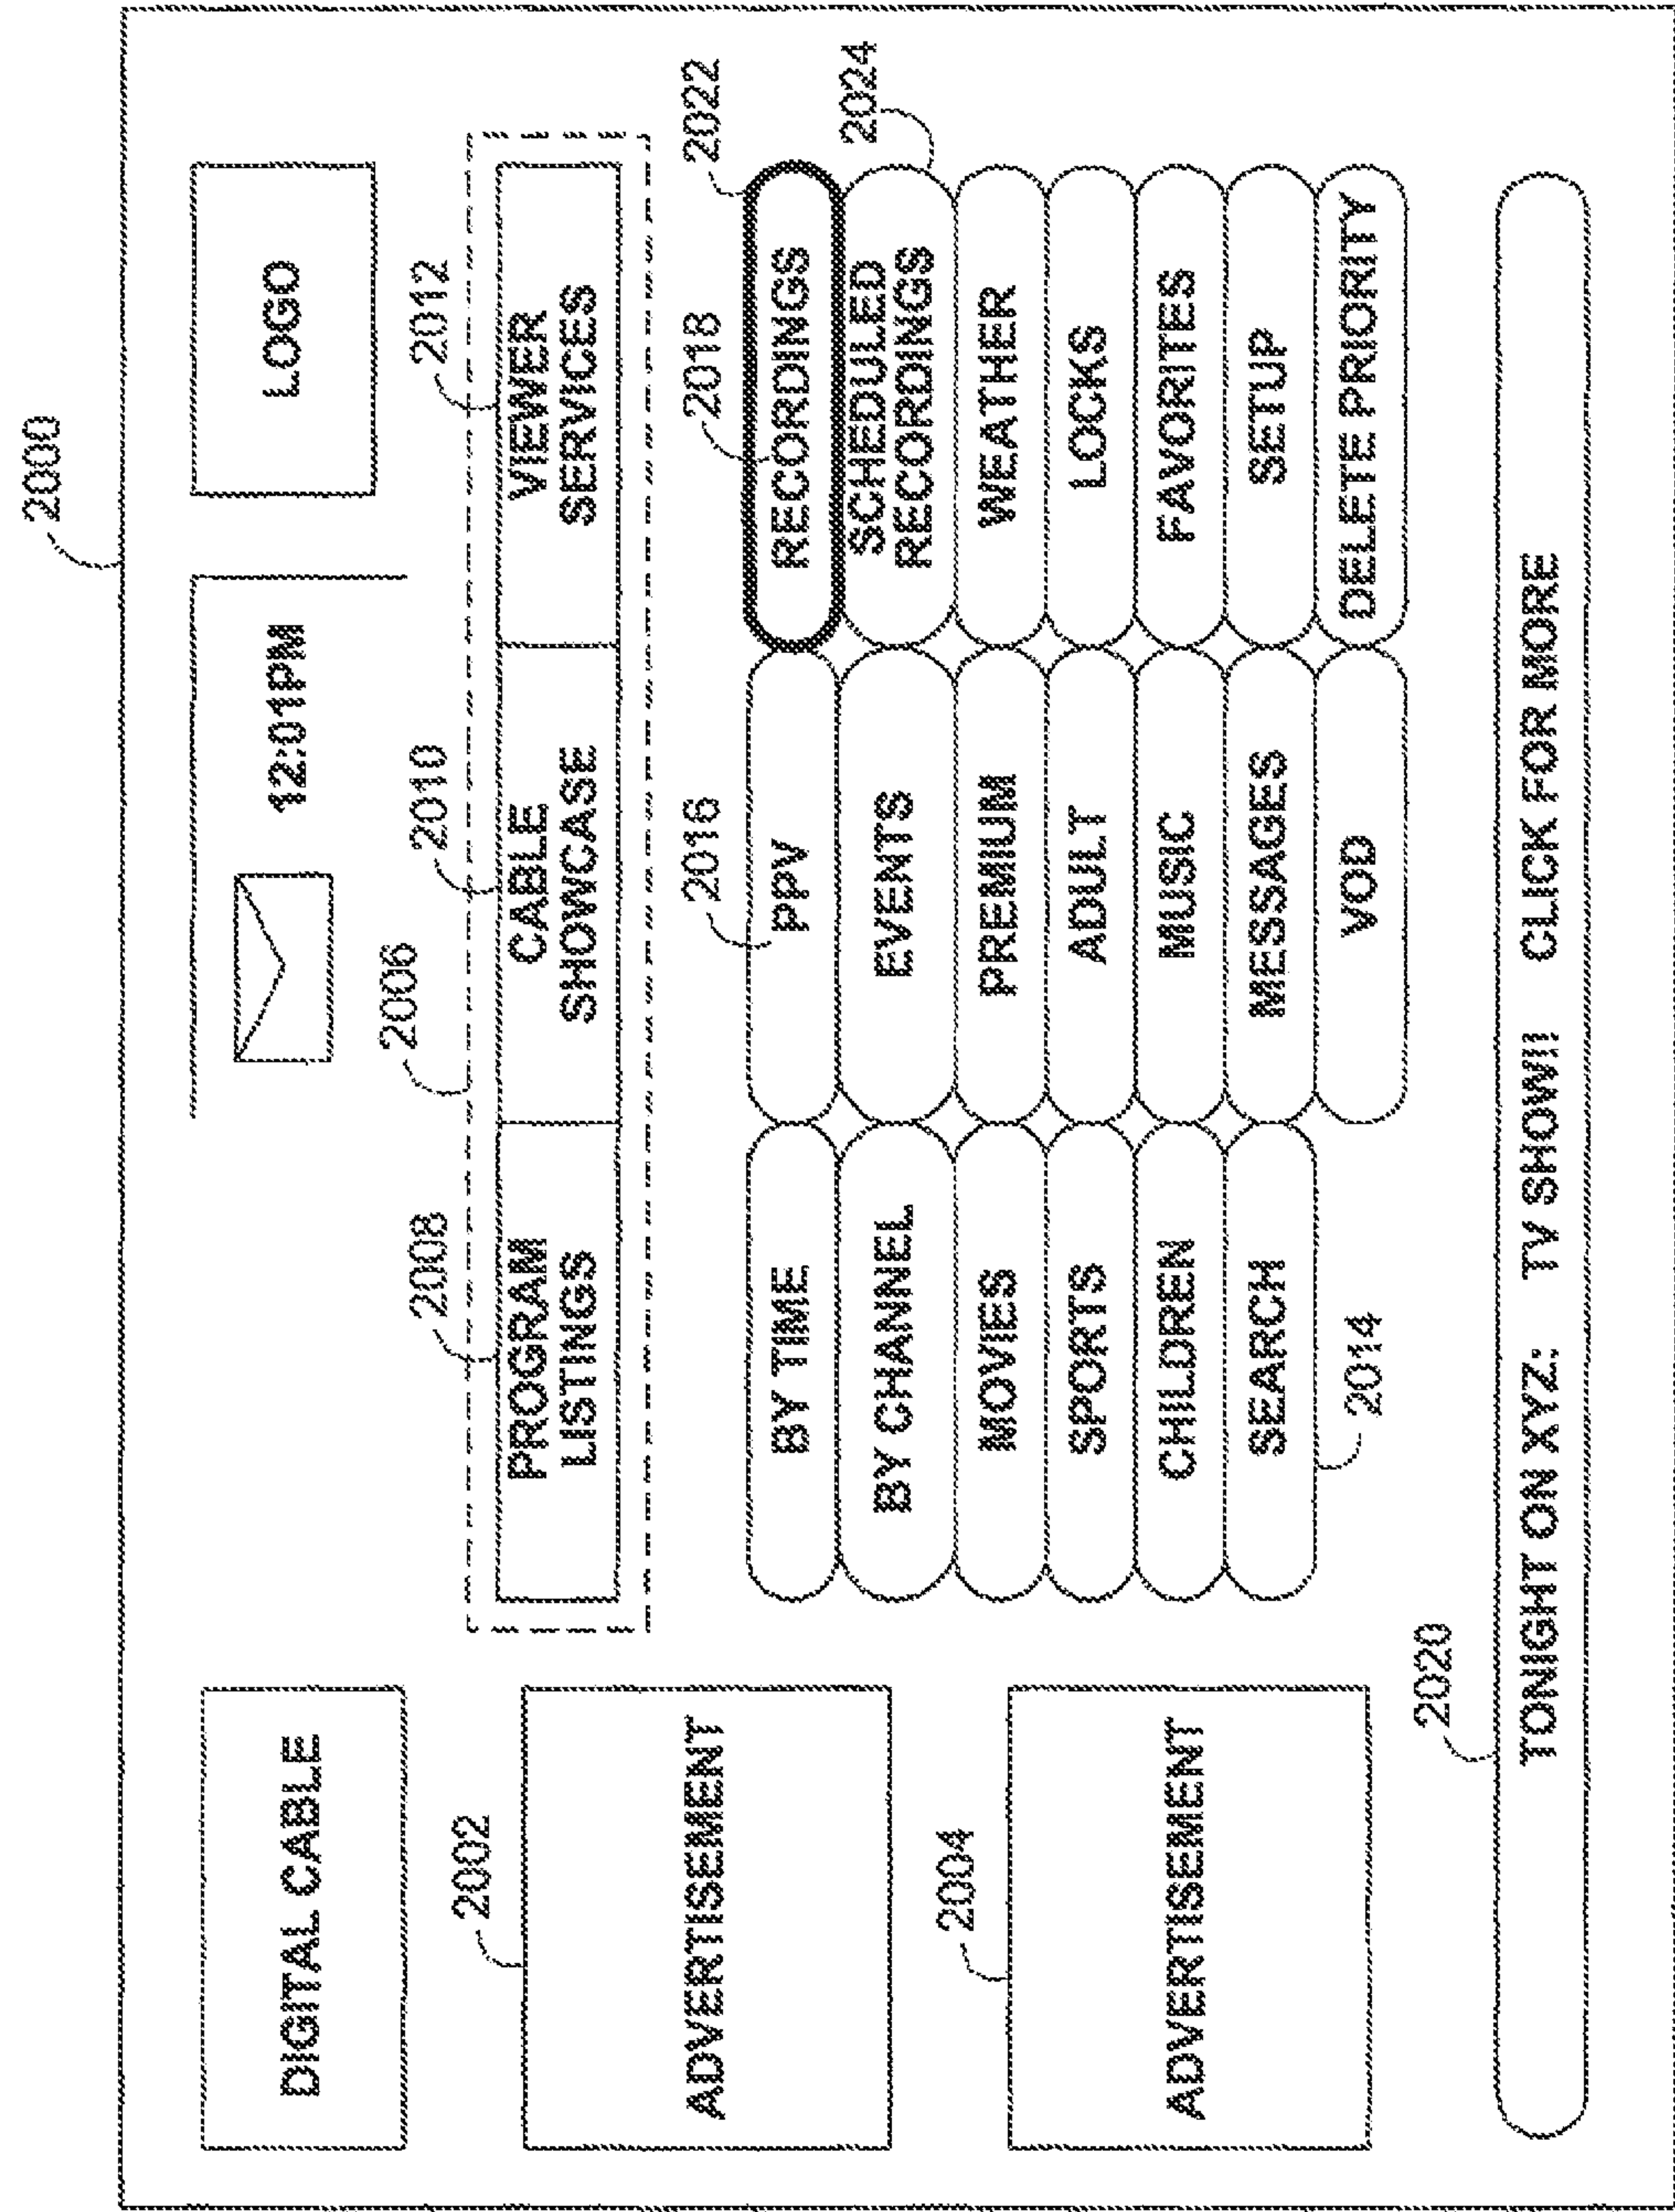 2000
DIGITAL CABLE
12:01PM
LOGO
2006
2008
2010
2012
PROGRAM
LISTINGS
CABLE
SHOWCASE
VIEWER
SERVICES
2002
ADVERTISEMENT
2004
ADVERTISEMENT
2016
2018
2022
BY TIME
PPV
RECORDINGS
2024
BY CHANNEL
EVENTS
SCHEDULED
RECORDINGS
MOVIES
PREMIUM
WEATHER
SPORTS
ADULT
LOCKS
CHILDREN
MUSIC
FAVORITES
SEARCH
MESSAGES
SETUP
2014
VOD
DELETE PRIORITY
2020
TONIGHT ON XYZ: TV SHOW!! CLICK FOR MORE